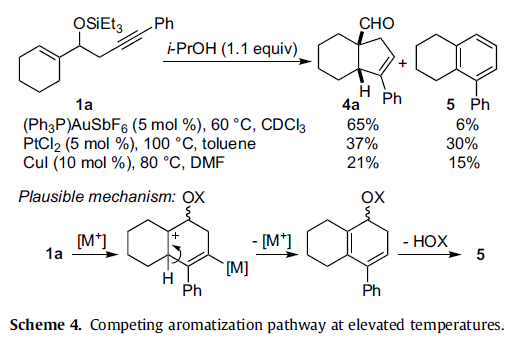 OSiEt3
Ph
i-PrOH (1.1 equiv)
CHO
+
H
Ph
Ph
1a
4a
5
(Ph3P)AuSbF6 (5 mol %), 60 °C, CDCl3 65% 6%
PtCl2 (5 mol %), 100 °C, toluene 37% 30%
CuI (10 mol %), 80 °C, DMF 21% 15%
Plausible mechanism:
OX
OX
1a [M+] + [M] - [M+] - HOX 5
H
Ph
Ph
Scheme 4. Competing aromatization pathway at elevated temperatures.